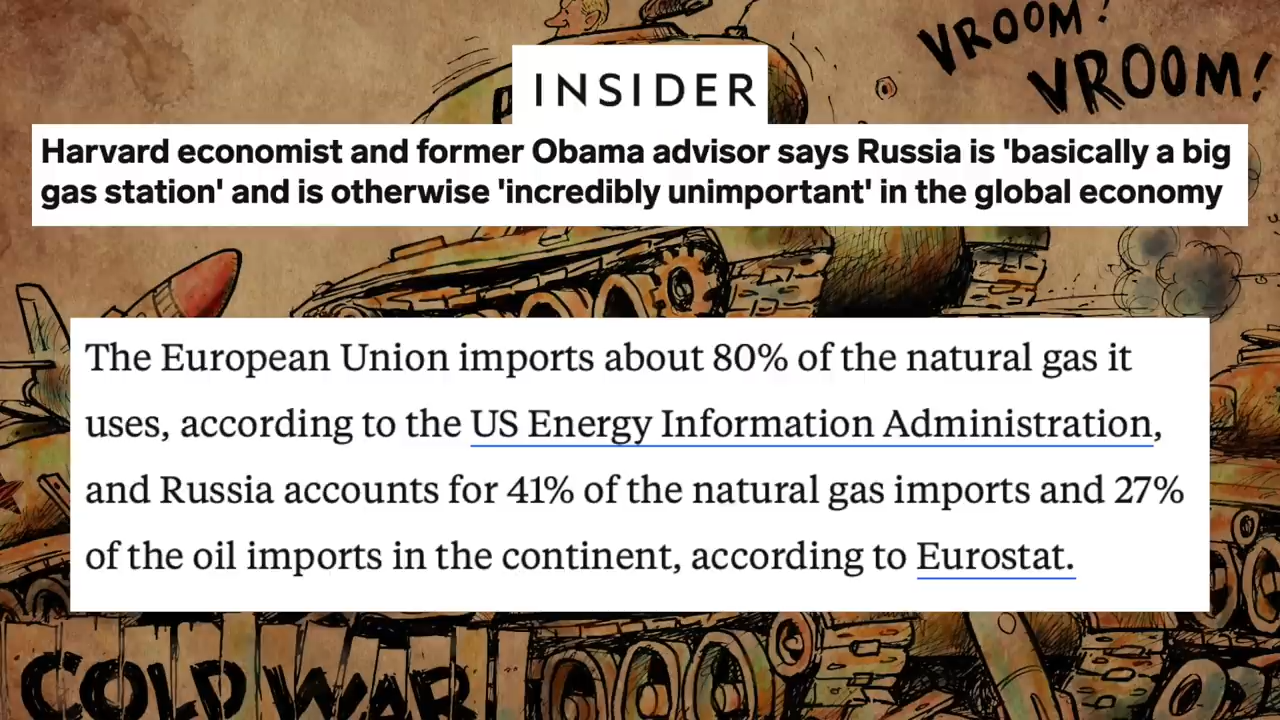 VROOM!
VROOM!
INSIDER
Harvard economist and former Obama advisor says Russia is 'basically a big
gas station' and is otherwise 'incredibly unimportant' in the global economy
The European Union imports about 80% of the natural gas it
uses, according to the US Energy Information Administration,
and Russia accounts for 41% of the natural gas imports and 27%
of the oil imports in the continent, according to Eurostat.
COLD WAR